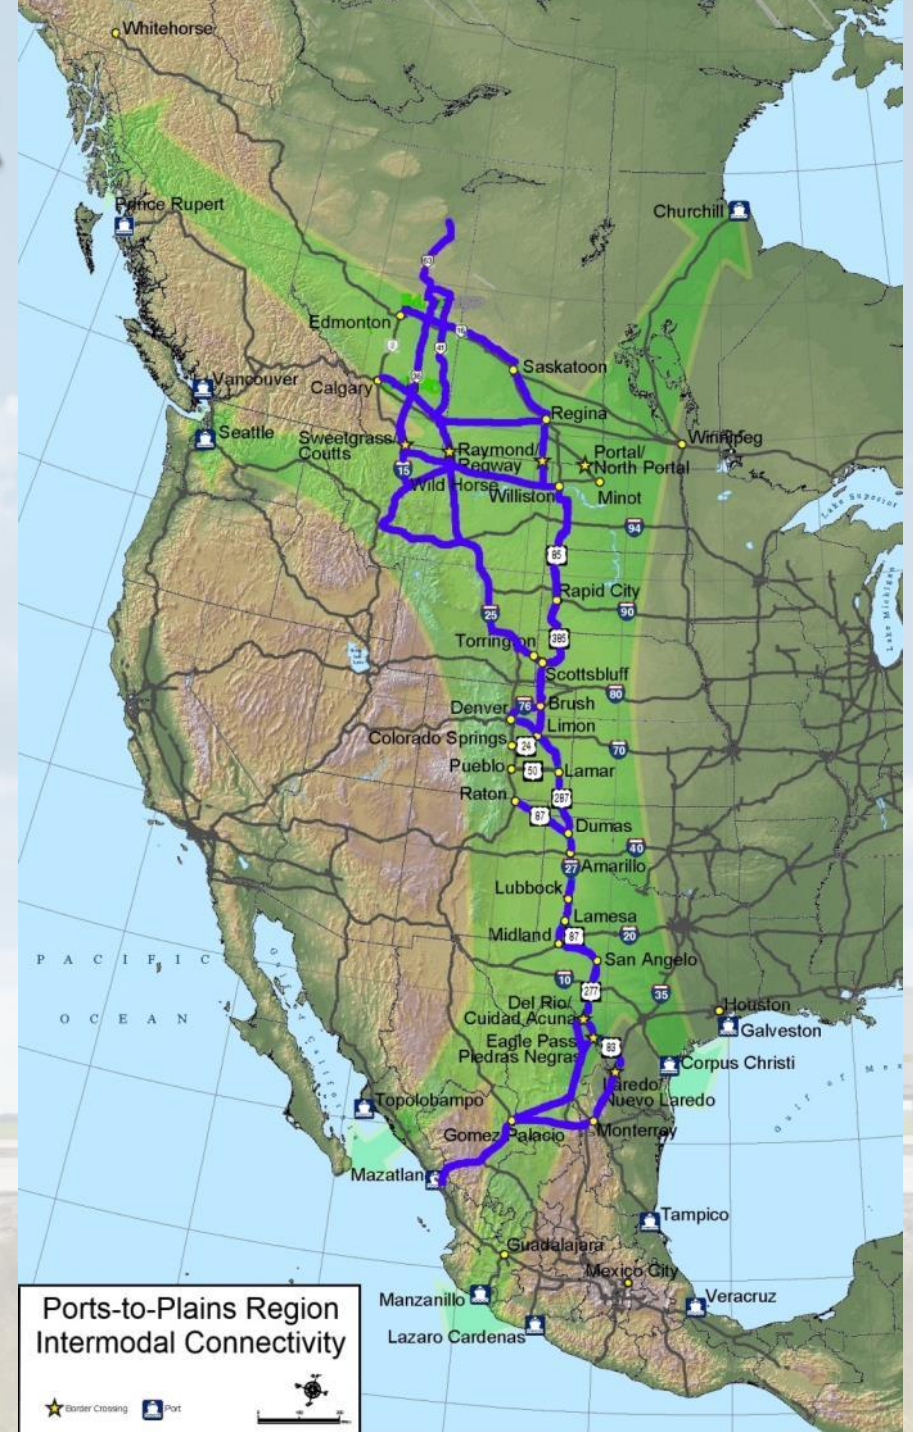 Whitehorse
Prince Rupert
Churchill
63
Edmonton
16
2
41
Saskatoon
Vancouver
Calgary
36
Regina
Seattle
Sweetgrass/
Coutts
Raymond/
Regway
Portal/
North Portal
Winnipeg
15
Wild Horse
Williston
Minot
Lake Superior
94
85
Lake Michigan
Rapid City
90
25
385
Torrington
Scottsbluff
80
Denver
76
Brush
Limon
Colorado Springs
24
70
Pueblo
50
Lamar
Raton
287
87
Dumas
40
27
Amarillo
Lubbock
Lamesa
Midland
87
20
San Angelo
PACIFIC
OCEAN
10
277
35
Del Rio/
Cuidad Acuna
Houston
Galveston
Eagle Pass
Piedras Negras
83
Corpus Christi
Laredo/
Nuevo Laredo
Gulf of Mex
Topolobampo
Gomez Palacio
Monterrey
Mazatlan
Tampico
Guadalajara
Mexico City
Manzanillo
Veracruz
Lazaro Cardenas
Ports-to-Plains Region
Intermodal Connectivity
Border Crossing
Port